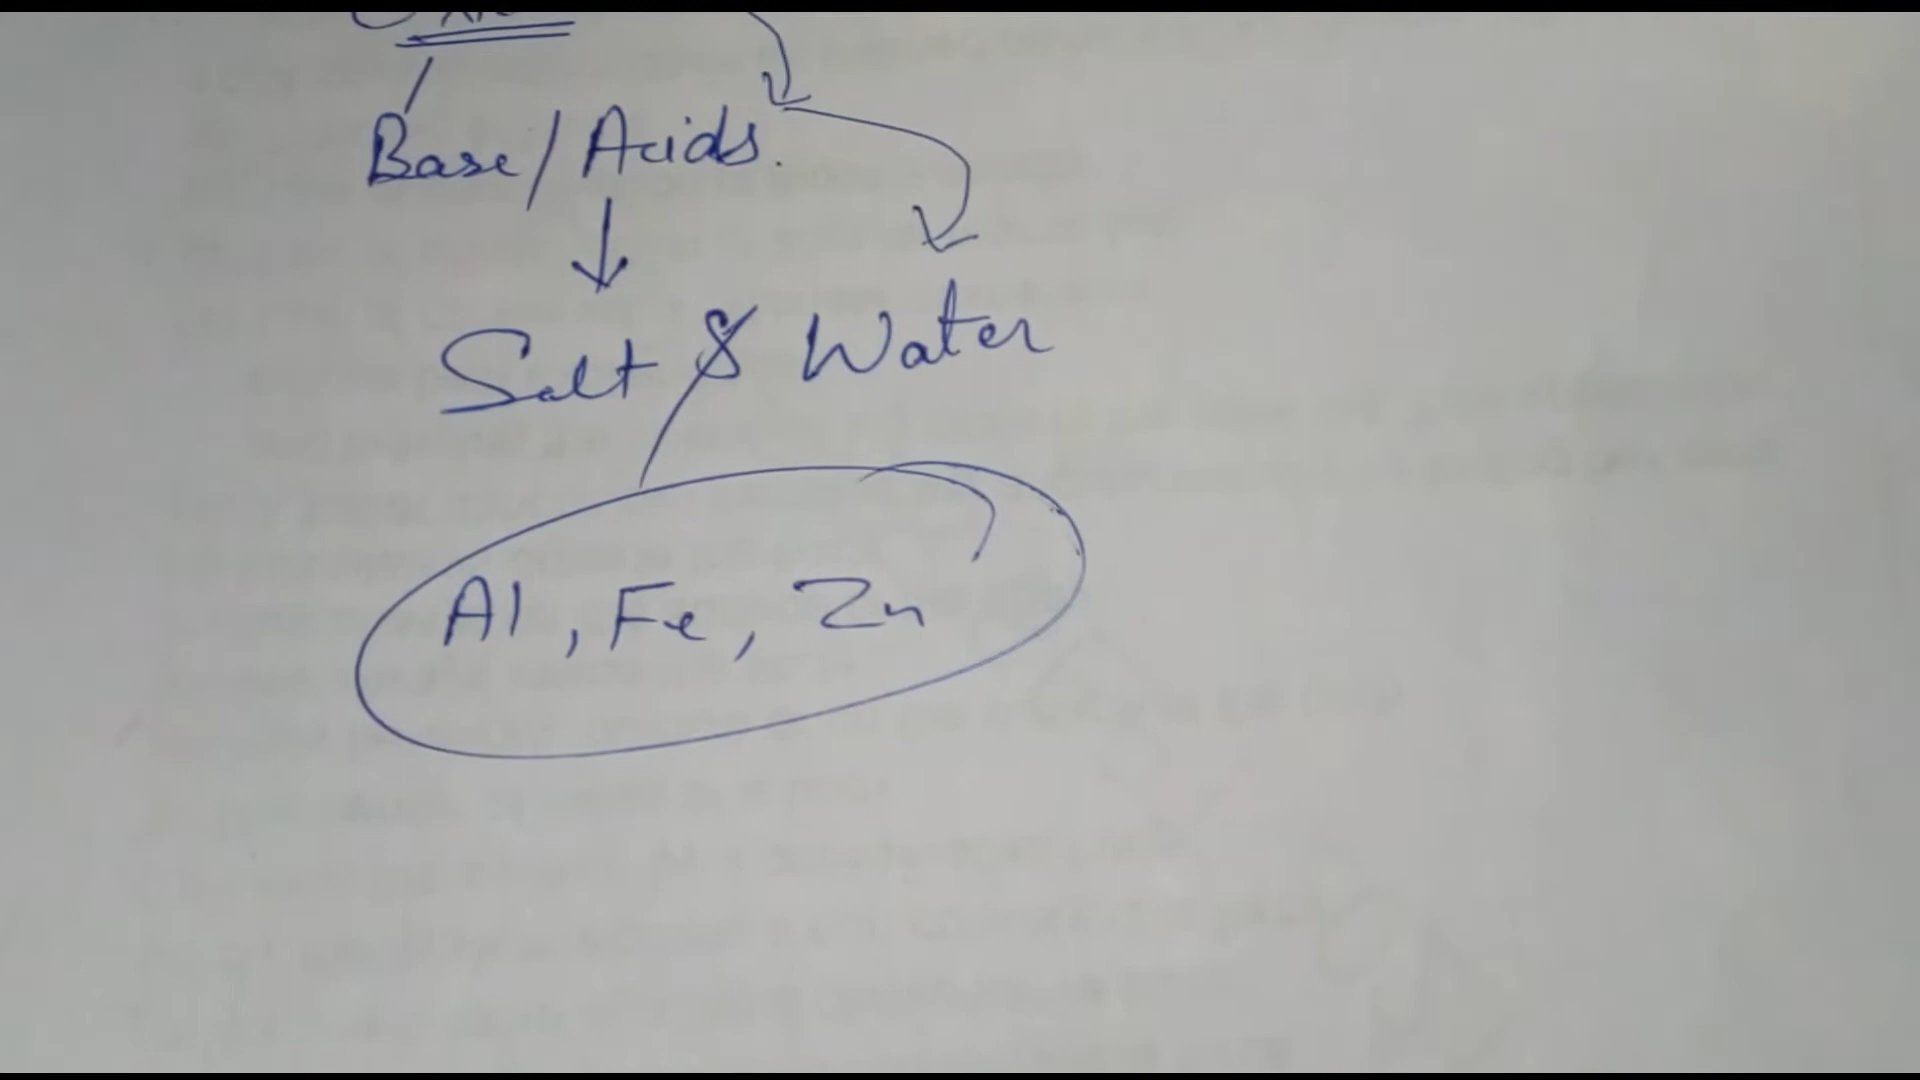 Base/Acids.
Salt & Water
Al, Fe, Zn